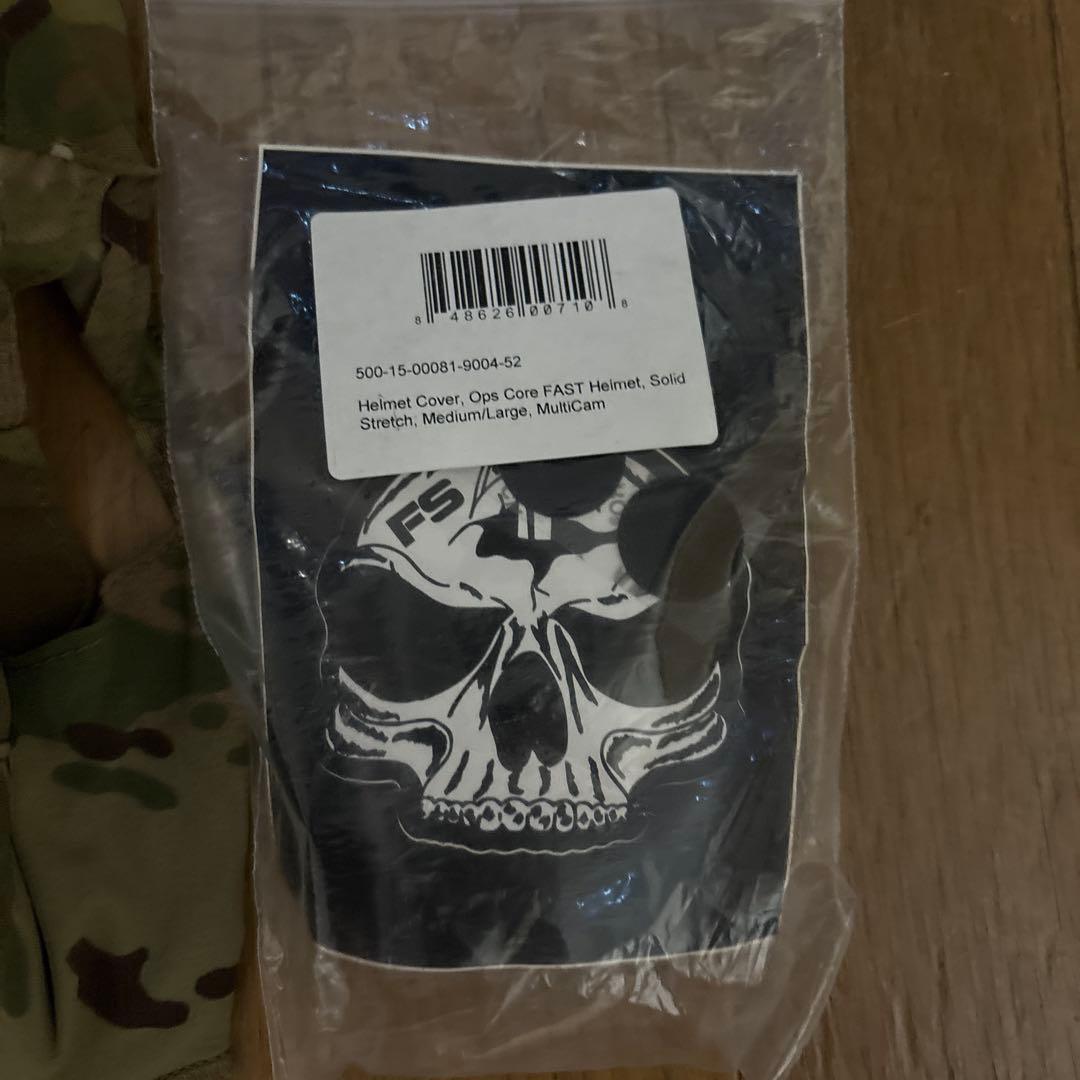 8 48626 00710 8
500-15-00081-9004-52
Helmet Cover, Ops Core FAST Helmet, Solid
Stretch, Medium/Large, MultiCam
FS